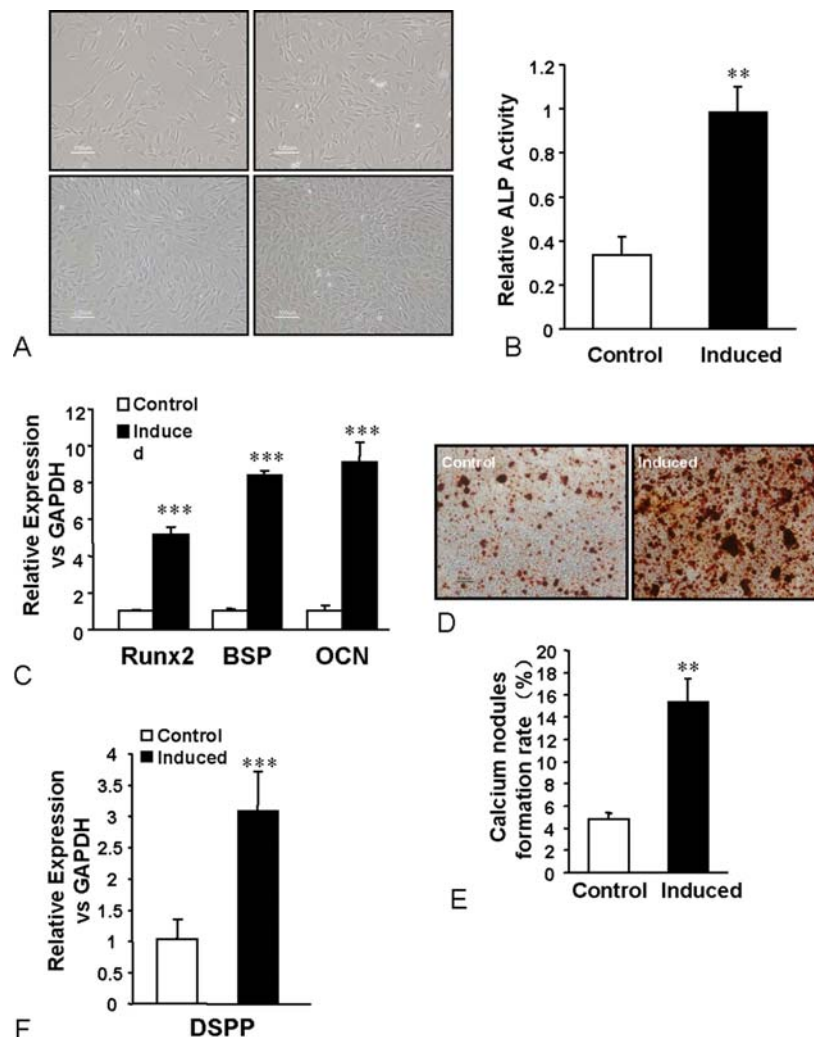 A
1.2
1
0.8
0.6
0.4
0.2
0
Relative ALP Activity
**
Control
Induced
B
Relative Expression
vs GAPDH
12
10
8
6
4
2
0
Control
Induce
d
***
***
***
Runx2
BSP
OCN
C
Control
Induced
D
Calcium nodules
formation rate (%)
20
18
16
14
12
10
8
6
4
2
0
**
Control
Induced
E
Relative Expression
vs GAPDH
4
3.5
3
2.5
2
1.5
1
0.5
0
Control
Induced
***
DSPP
F